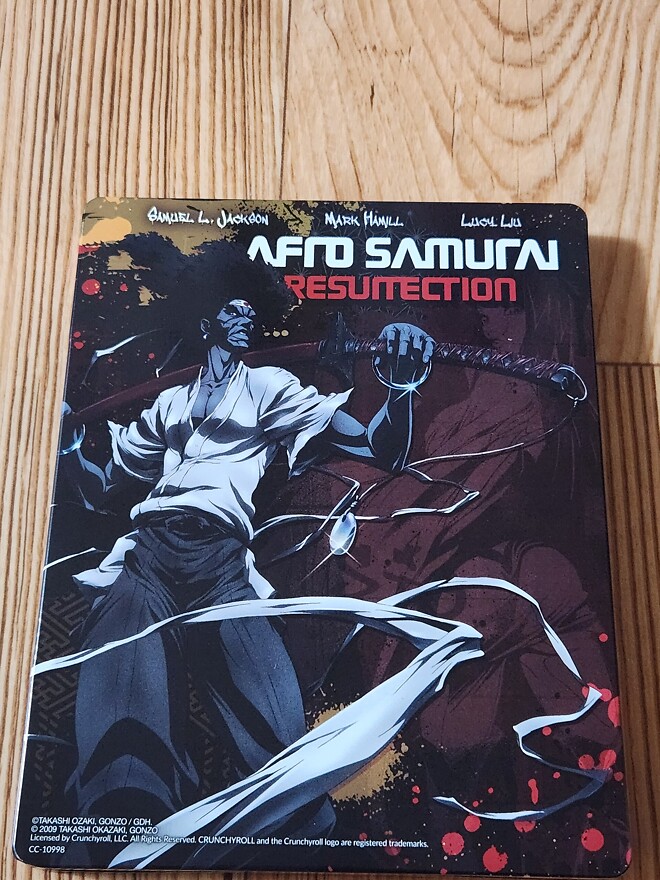 Samuel L. Jackson Mark Hamill Lucy Liu
AFRO SAMURAI
RESURRECTION
©TAKASHI OZAKI, GONZO / GDH.
© 2009 TAKASHI OKAZAKI, GONZO
Licensed by Crunchyroll, LLC. All Rights Reserved. CRUNCHYROLL and the Crunchyroll logo are registered trademarks.
CC-10998